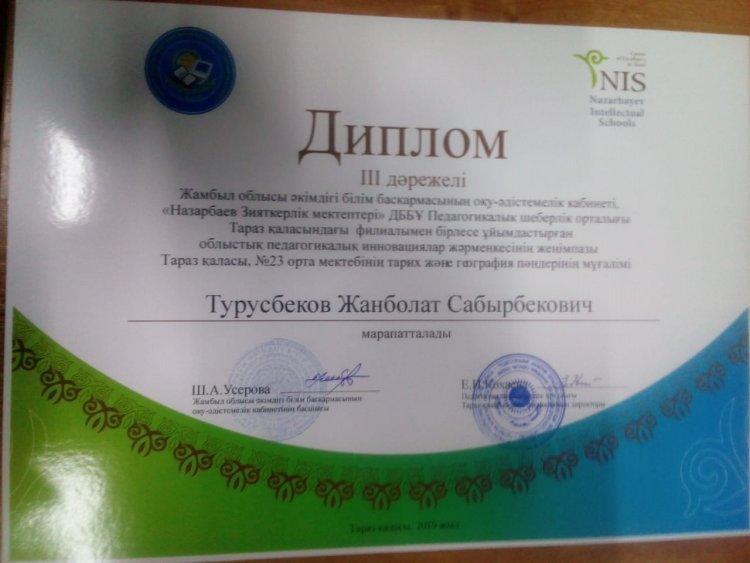 NIS
Nazarbayev
Intellectual
Schools
Диплом
III дәрежелі
Жамбыл облысы әкімдігі білім басқармасының оқу-әдістемелік кабинеті,
«Назарбаев Зияткерлік мектептері» ДББҰ Педагогикалық шеберлік орталығы
Тараз қаласындағы филиалымен бірлесе ұйымдастырған
облыстық педагогикалық инновациялар жәрмеңкесінің жеңімпазы
Тараз қаласы, №23 орта мектебінің тарих және география пәндерінің мұғалімі
Турусбеков Жанболат Сабырбекович
марапатталады
Ш.А.Усерова
Жамбыл облысы әкімдігі білім басқармасының
оқу-әдістемелік кабинетінің басшысы
Е.И.
директоры
Тараз қаласы, 2019 жыл